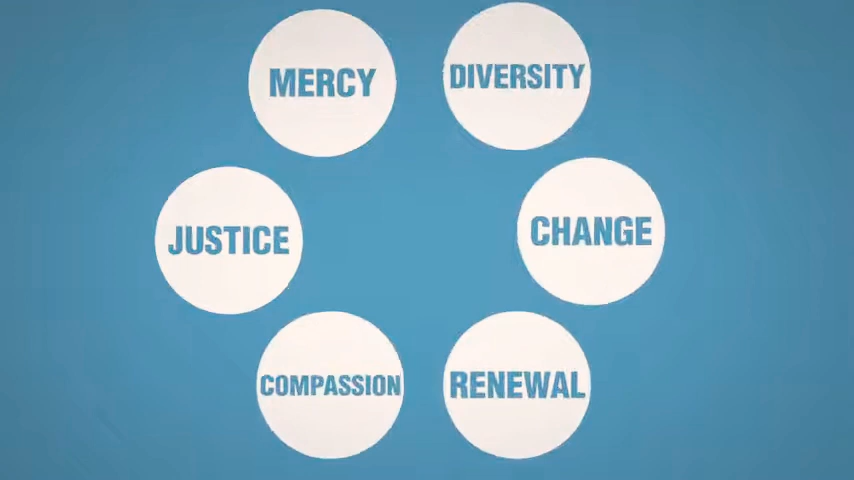 MERCY
DIVERSITY
JUSTICE
CHANGE
COMPASSION
RENEWAL